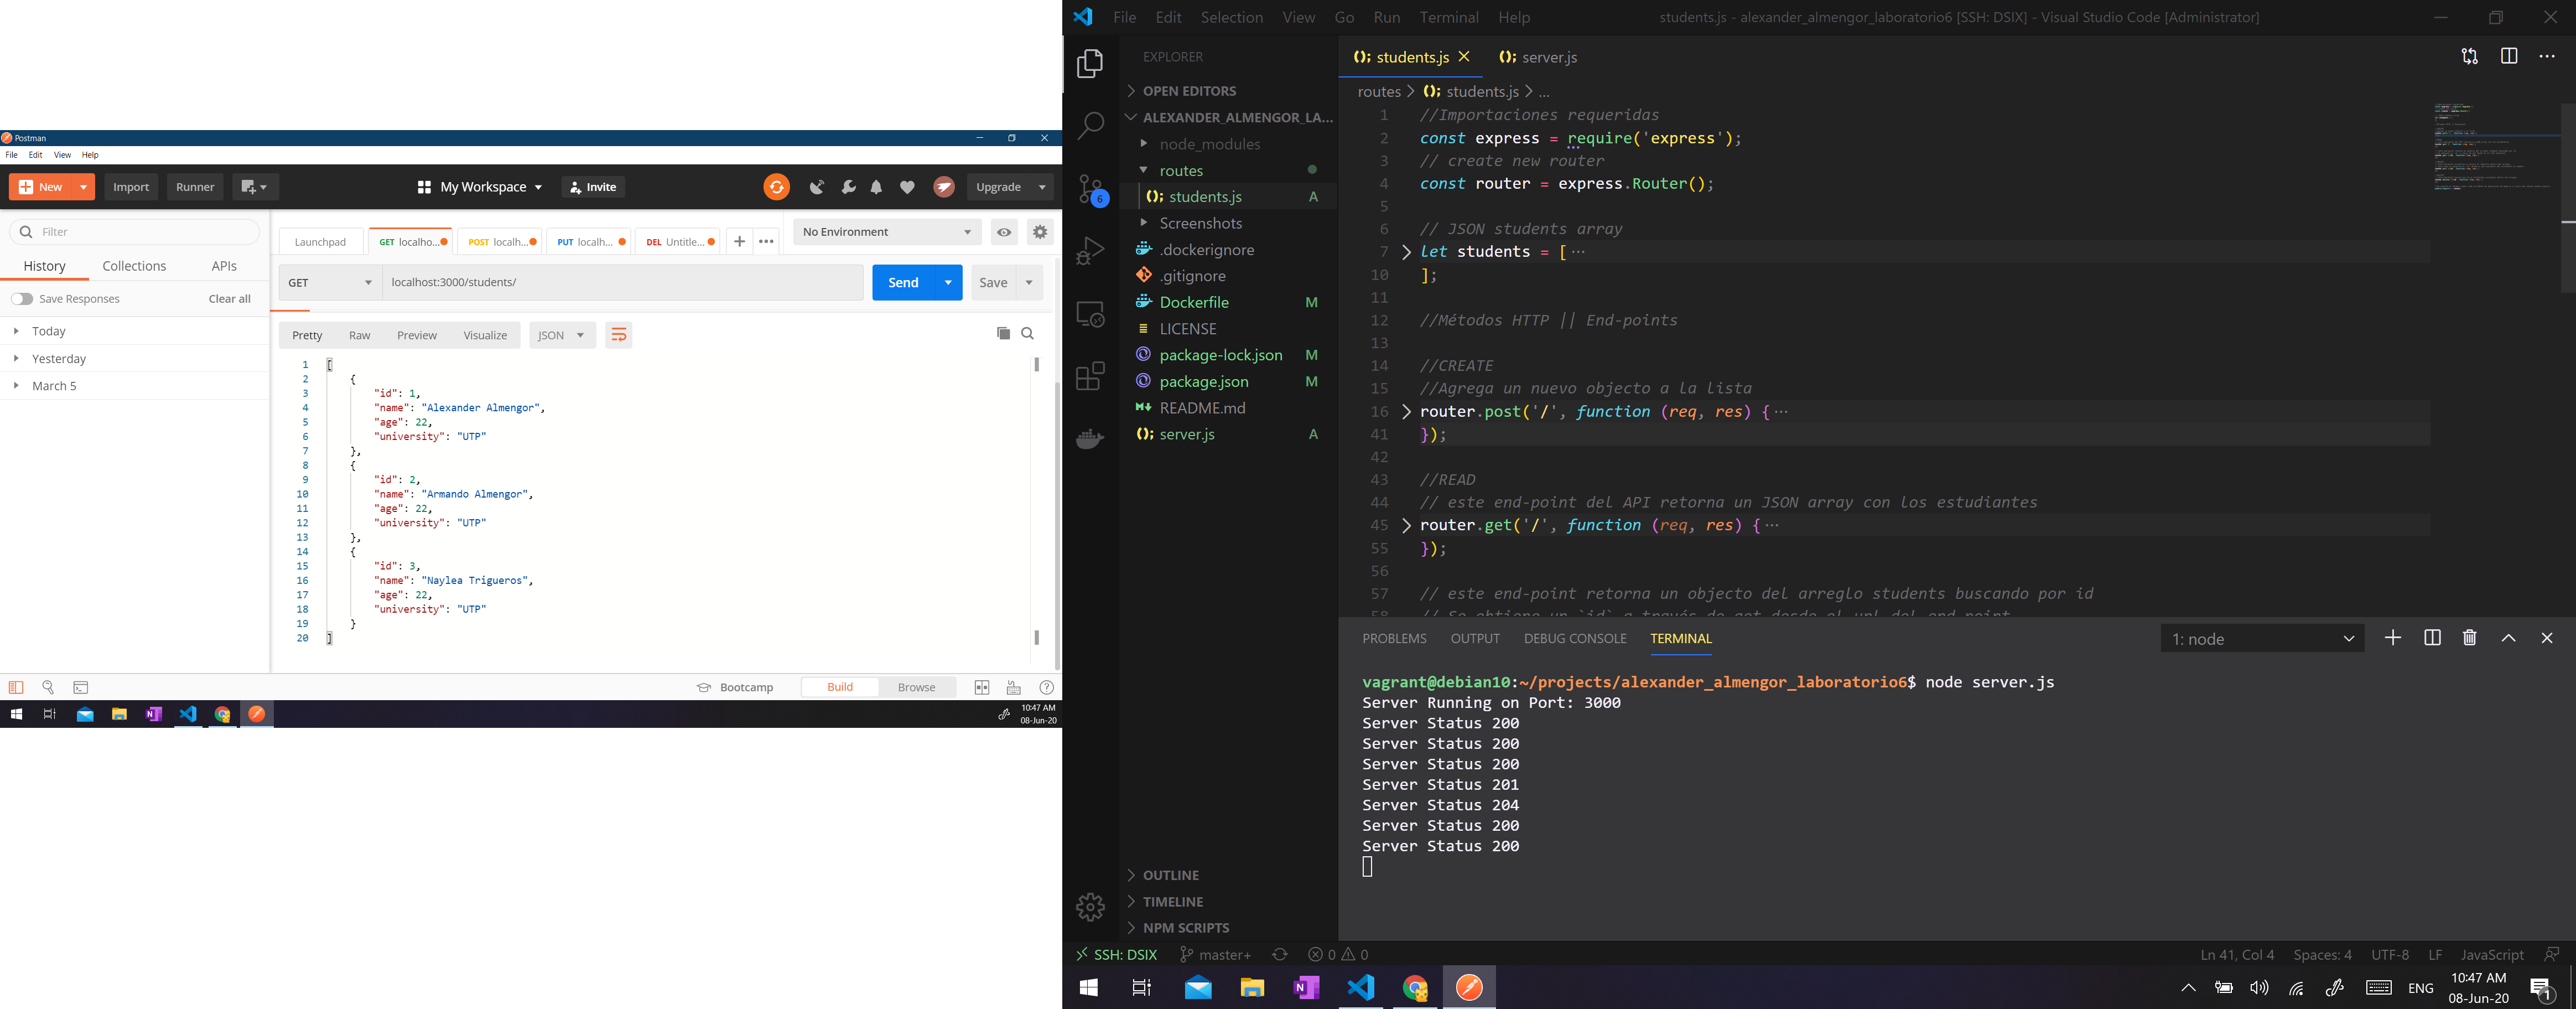 Postman
File Edit View Help
New Import Runner My Workspace Invite Upgrade
Filter
History Collections APIs
Save Responses Clear all
Today
Yesterday
March 5
Launchpad GET localho... POST localh... PUT localh... DEL Untitle... No Environment
GET localhost:3000/students/ Send Save
Pretty Raw Preview Visualize JSON
1 [
2 {
3 "id": 1,
4 "name": "Alexander Almengor",
5 "age": 22,
6 "university": "UTP"
7 },
8 {
9 "id": 2,
10 "name": "Armando Almengor",
11 "age": 22,
12 "university": "UTP"
13 },
14 {
15 "id": 3,
16 "name": "Naylea Trigueros",
17 "age": 22,
18 "university": "UTP"
19 }
20 ]
Bootcamp Build Browse
10:47 AM
08-Jun-20
File Edit Selection View Go Run Terminal Help students.js - alexander_almengor_laboratorio6 [SSH: DSIX] - Visual Studio Code [Administrator]
6
EXPLORER
OPEN EDITORS
ALEXANDER_ALMENGOR_LA...
node_modules
routes
students.js A
Screenshots
.dockerignore
.gitignore
Dockerfile M
LICENSE
package-lock.json M
package.json M
README.md
server.js A
OUTLINE
TIMELINE
NPM SCRIPTS
students.js server.js
routes > students.js > ...
1 //Importaciones requeridas
2 const express = require('express');
3 // create new router
4 const router = express.Router();
5
6 // JSON students array
7 let students = [ ...
10 ];
11
12 //Métodos HTTP || End-points
13
14 //CREATE
15 //Agrega un nuevo objecto a la lista
16 router.post('/', function (req, res) { ...
41 });
42
43 //READ
44 // este end-point del API retorna un JSON array con los estudiantes
45 router.get('/', function (req, res) { ...
55 });
56
57 // este end-point retorna un objecto del arreglo students buscando por id
58 // Se obtiene un `id` a través de get desde el url del end point
PROBLEMS OUTPUT DEBUG CONSOLE TERMINAL 1: node
vagrant@debian10:~/projects/alexander_almengor_laboratorio6$ node server.js
Server Running on Port: 3000
Server Status 200
Server Status 200
Server Status 200
Server Status 201
Server Status 204
Server Status 200
Server Status 200
SSH: DSIX master+ 0 0 Ln 41, Col 4 Spaces: 4 UTF-8 LF JavaScript
ENG 10:47 AM
08-Jun-20
1